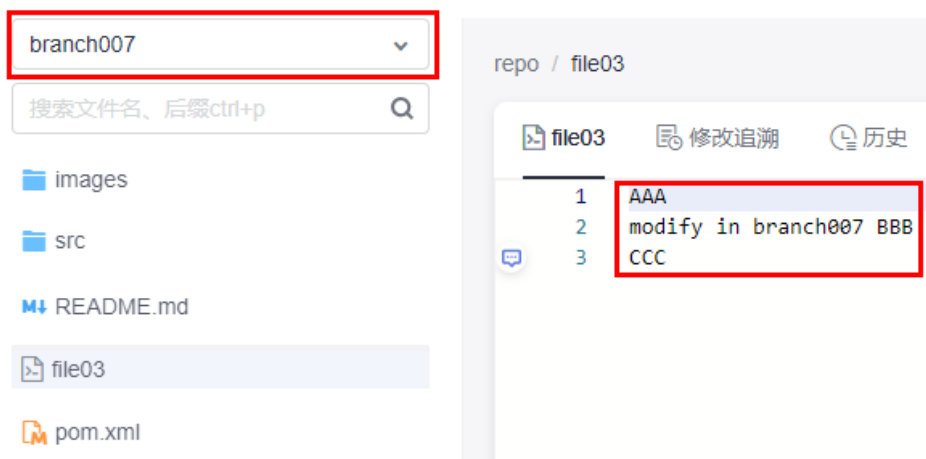 branch007
搜索文件名、后缀ctrl+p
images
src
README.md
file03
pom.xml
repo / file03
file03 修改追溯 历史
1 AAA
2 modify in branch007 BBB
3 CCC